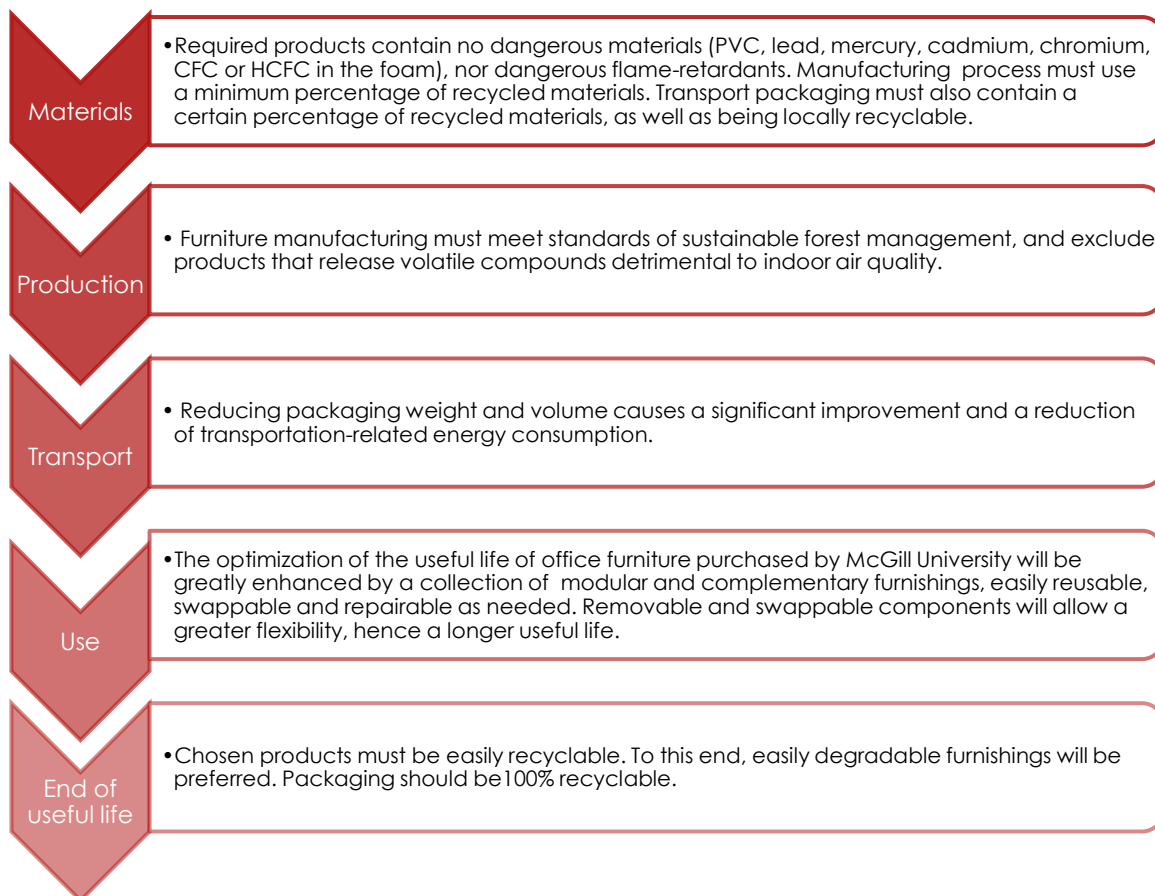 Materials
•Required products contain no dangerous materials (PVC, lead, mercury, cadmium, chromium,
CFC or HCFC in the foam), nor dangerous flame-retardants. Manufacturing  process must use
a minimum percentage of recycled materials. Transport packaging must also contain a
certain percentage of recycled materials, as well as being locally recyclable.
Production
• Furniture manufacturing must meet standards of sustainable forest management, and exclude
products that release volatile compounds detrimental to indoor air quality.
Transport
• Reducing packaging weight and volume causes a significant improvement and a reduction
of transportation-related energy consumption.
Use
•The optimization of the useful life of office furniture purchased by McGill University will be
greatly enhanced by a collection of  modular and complementary furnishings, easily reusable,
swappable and repairable as needed. Removable and swappable components will allow a
greater flexibility, hence a longer useful life.
End of
useful life
•Chosen products must be easily recyclable. To this end, easily degradable furnishings will be
preferred. Packaging should be100% recyclable.